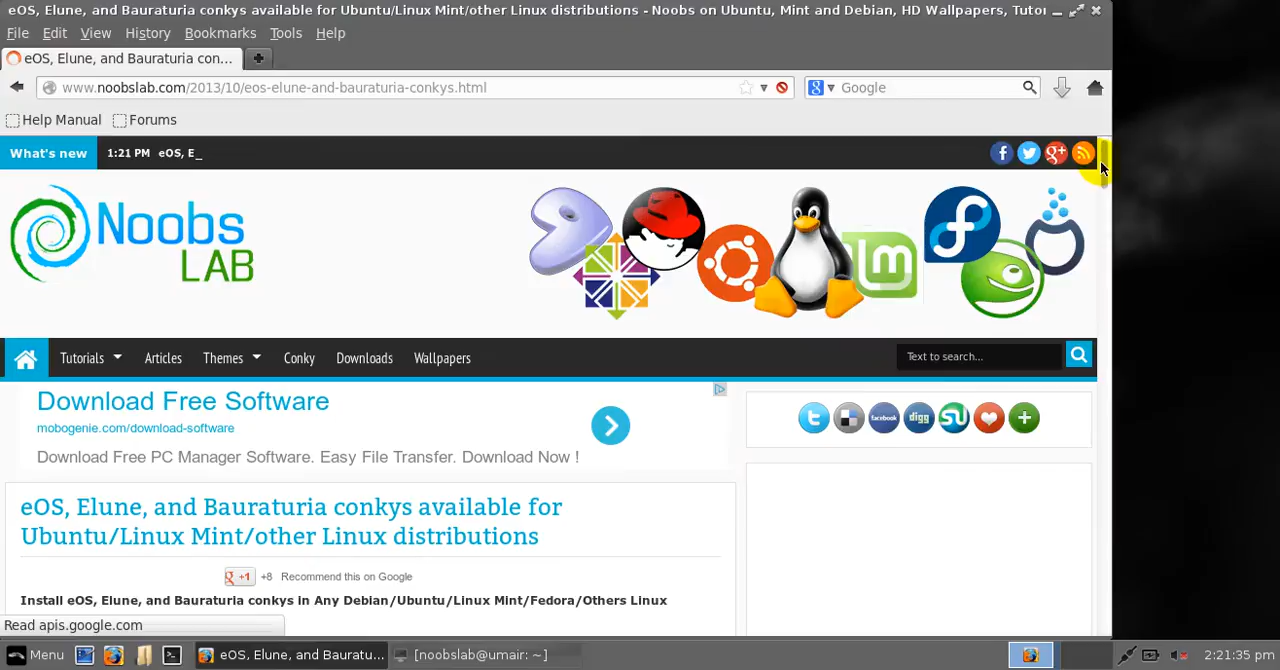 eOS, Elune, and Bauraturia conkys available for Ubuntu/Linux Mint/other Linux distributions - Noobs on Ubuntu, Mint and Debian, HD Wallpapers, Tutor
File Edit View History Bookmarks Tools Help
eOS, Elune, and Bauraturia con...
www.noobslab.com/2013/10/eos-elune-and-bauraturia-conkys.html
Google
Help Manual Forums
What's new 1:21 PM eOS, E_
Noobs
LAB
Tutorials Articles Themes Conky Downloads Wallpapers Text to search...
Download Free Software
mobogenie.com/download-software
Download Free PC Manager Software. Easy File Transfer. Download Now !
eOS, Elune, and Bauraturia conkys available for
Ubuntu/Linux Mint/other Linux distributions
+1 +8 Recommend this on Google
Install eOS, Elune, and Bauraturia conkys in Any Debian/Ubuntu/Linux Mint/Fedora/Others Linux
Read apis.google.com
Menu eOS, Elune, and Bauratu... [noobslab@umair: ~] 2:21:35 pm